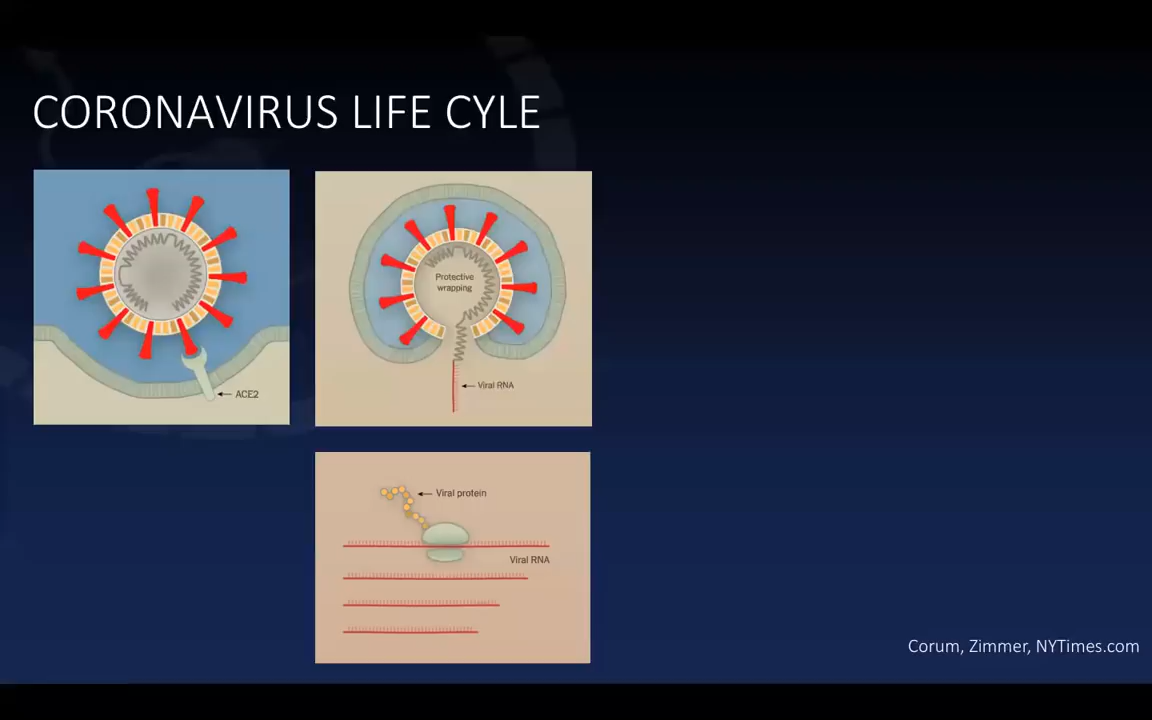 CORONAVIRUS LIFE CYLE
ACE2
Protective
wrapping
Viral RNA
Viral protein
Viral RNA
Corum, Zimmer, NYTimes.com